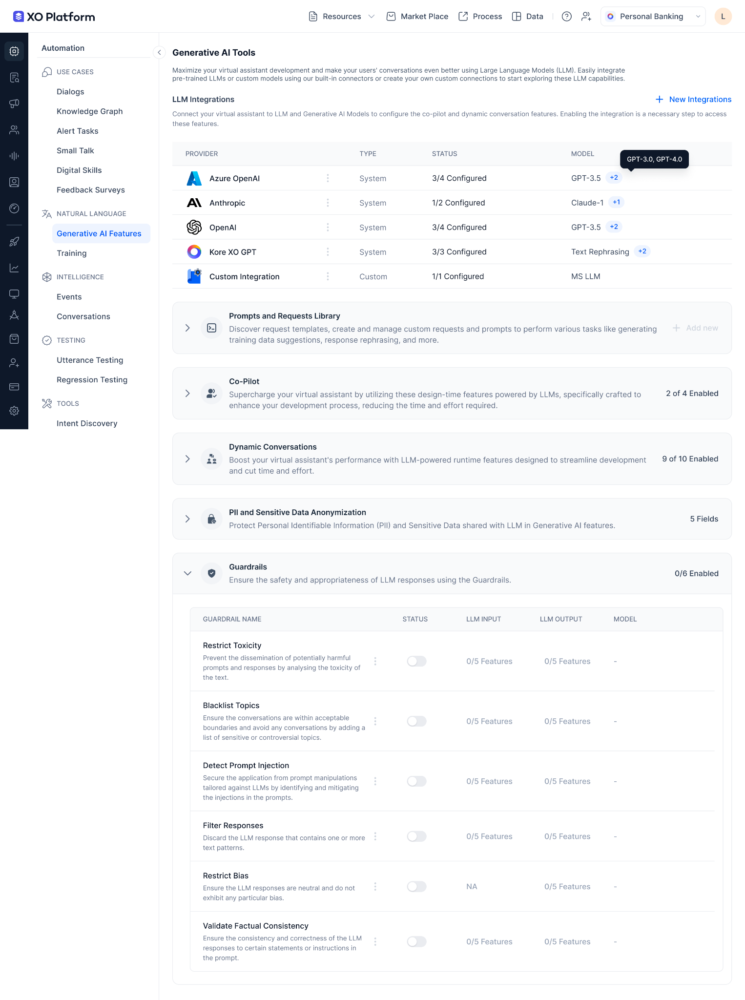 XO Platform
Resources
Market Place
Process
Data
Personal Banking
L
Automation
USE CASES
Dialogs
Knowledge Graph
Alert Tasks
Small Talk
Digital Skills
Feedback Surveys
NATURAL LANGUAGE
Generative AI Features
Training
INTELLIGENCE
Events
Conversations
TESTING
Utterance Testing
Regression Testing
TOOLS
Intent Discovery
Generative AI Tools
Maximize your virtual assistant development and make your users' conversations even better using Large Language Models (LLM). Easily integrate
pre-trained LLMs or custom models using our built-in connectors or create your own custom connections to start exploring these LLM capabilities.
LLM Integrations
New Integrations
Connect your virtual assistant to LLM and Generative AI Models to configure the co-pilot and dynamic conversation features. Enabling the integration is a necessary step to access
these features.
PROVIDER TYPE STATUS MODEL
GPT-3.0, GPT-4.0
Azure OpenAI System 3/4 Configured GPT-3.5 +2
Anthropic System 1/2 Configured Claude-1 +1
OpenAI System 3/4 Configured GPT-3.5 +2
Kore XO GPT System 3/3 Configured Text Rephrasing +2
Custom Integration Custom 1/1 Configured MS LLM
Prompts and Requests Library
Discover request templates, create and manage custom requests and prompts to perform various tasks like generating
training data suggestions, response rephrasing, and more.
Add new
Co-Pilot
Supercharge your virtual assistant by utilizing these design-time features powered by LLMs, specifically crafted to
enhance your development process, reducing the time and effort required.
2 of 4 Enabled
Dynamic Conversations
Boost your virtual assistant's performance with LLM-powered runtime features designed to streamline development
and cut time and effort.
9 of 10 Enabled
PII and Sensitive Data Anonymization
Protect Personal Identifiable Information (PII) and Sensitive Data shared with LLM in Generative AI features.
5 Fields
Guardrails
Ensure the safety and appropriateness of LLM responses using the Guardrails.
0/6 Enabled
GUARDRAIL NAME STATUS LLM INPUT LLM OUTPUT MODEL
Restrict Toxicity
Prevent the dissemination of potentially harmful
prompts and responses by analysing the toxicity of
the text.
0/5 Features 0/5 Features -
Blacklist Topics
Ensure the conversations are within acceptable
boundaries and avoid any conversations by adding a
list of sensitive or controversial topics.
0/5 Features 0/5 Features -
Detect Prompt Injection
Secure the application from prompt manipulations
tailored against LLMs by identifying and mitigating
the injections in the prompts.
0/5 Features 0/5 Features -
Filter Responses
Discard the LLM response that contains one or more
text patterns.
0/5 Features 0/5 Features -
Restrict Bias
Ensure the LLM responses are neutral and do not
exhibit any particular bias.
NA 0/5 Features -
Validate Factual Consistency
Ensure the consistency and correctness of the LLM
responses to certain statements or instructions in
the prompt.
0/5 Features 0/5 Features -